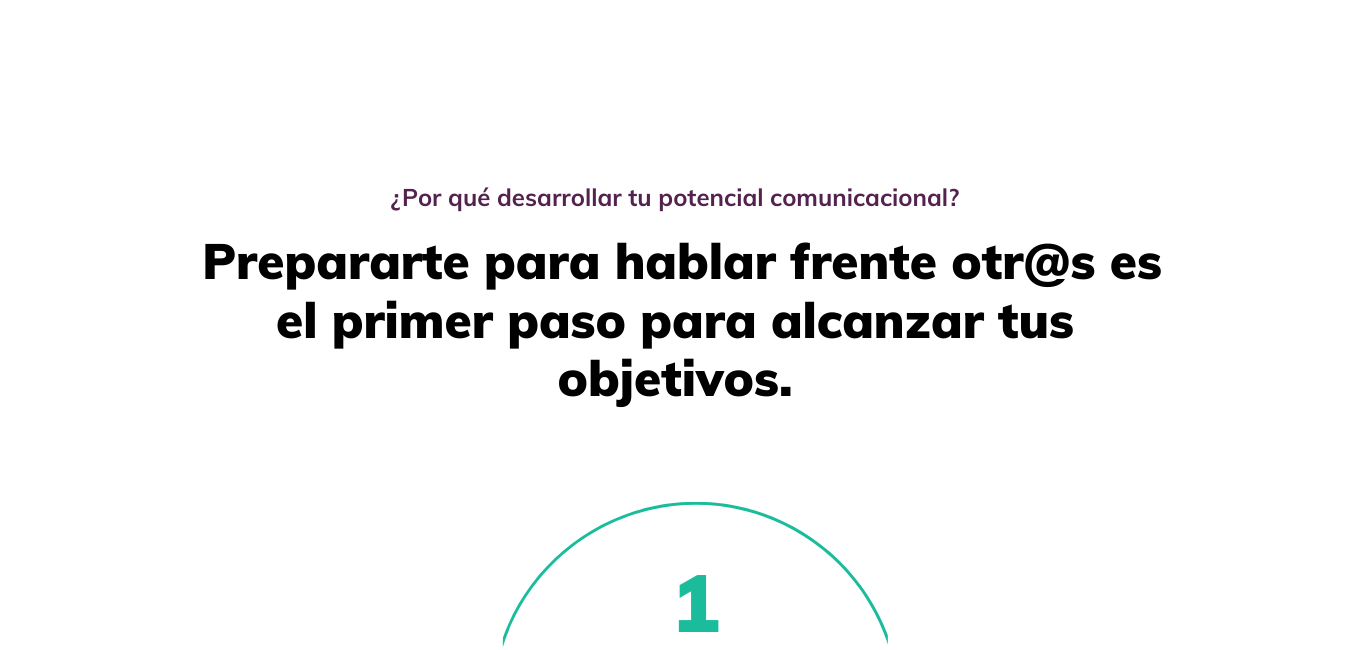 ¿Por qué desarrollar tu potencial comunicacional?
Prepararte para hablar frente otr@s es
el primer paso para alcanzar tus
objetivos.
1